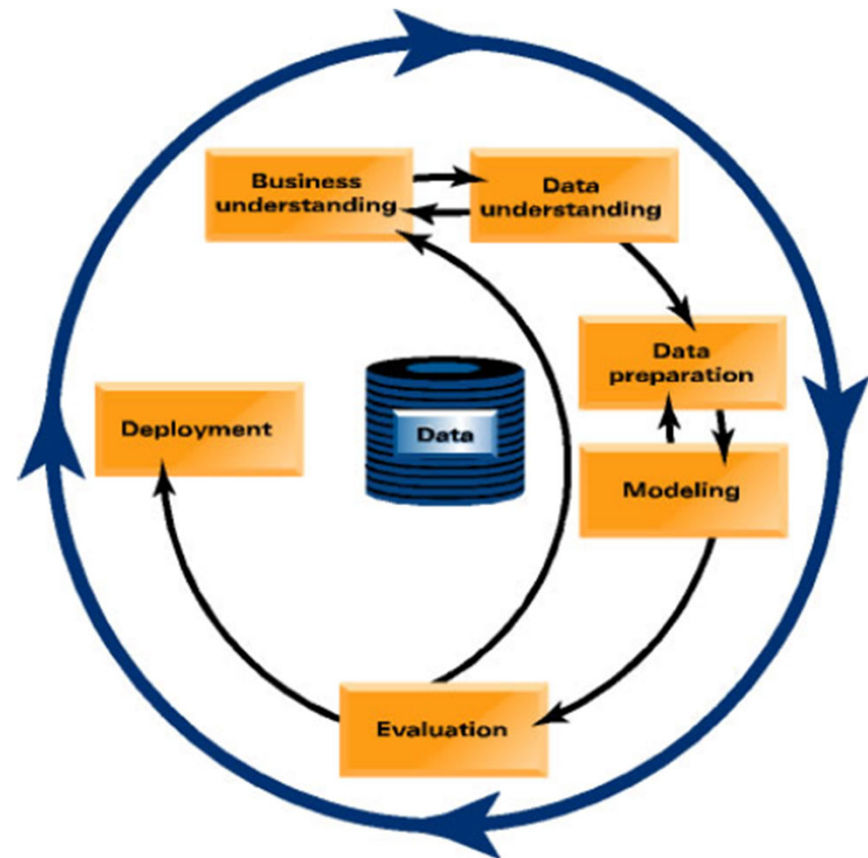 Business
understanding
Data
understanding
Data
preparation
Deployment
Data
Modeling
Evaluation